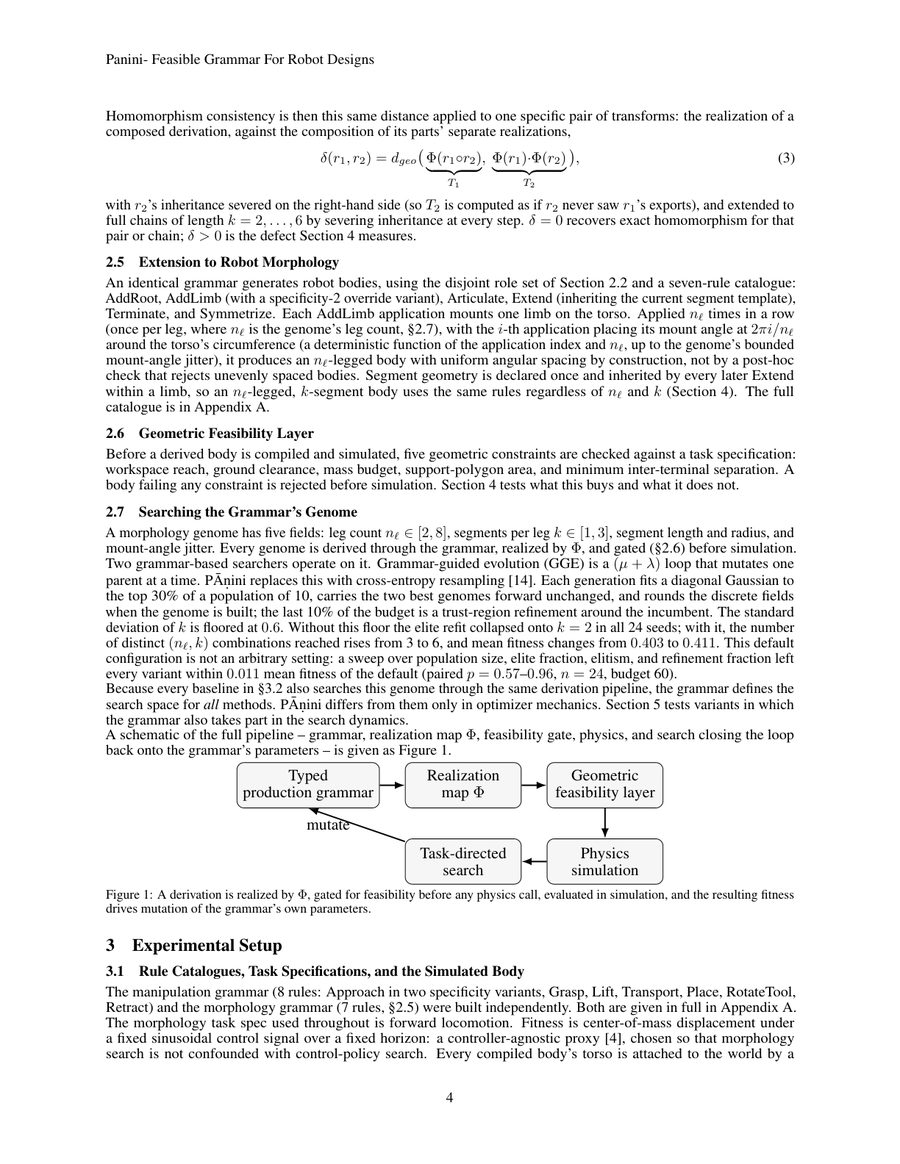 Panini- Feasible Grammar For Robot Designs
Homomorphism consistency is then this same distance applied to one specific pair of transforms: the realization of a
composed derivation, against the composition of its parts' separate realizations,
δ(r₁, r₂) = d_geo( Φ(r₁∘r₂), Φ(r₁)·Φ(r₂) ), (3)
T₁ T₂
with r₂'s inheritance severed on the right-hand side (so T₂ is computed as if r₂ never saw r₁'s exports), and extended to
full chains of length k = 2, . . . , 6 by severing inheritance at every step. δ = 0 recovers exact homomorphism for that
pair or chain; δ > 0 is the defect Section 4 measures.
2.5 Extension to Robot Morphology
An identical grammar generates robot bodies, using the disjoint role set of Section 2.2 and a seven-rule catalogue:
AddRoot, AddLimb (with a specificity-2 override variant), Articulate, Extend (inheriting the current segment template),
Terminate, and Symmetrize. Each AddLimb application mounts one limb on the torso. Applied nℓ times in a row
(once per leg, where nℓ is the genome's leg count, §2.7), with the i-th application placing its mount angle at 2πi/nℓ
around the torso's circumference (a deterministic function of the application index and nℓ, up to the genome's bounded
mount-angle jitter), it produces an nℓ-legged body with uniform angular spacing by construction, not by a post-hoc
check that rejects unevenly spaced bodies. Segment geometry is declared once and inherited by every later Extend
within a limb, so an nℓ-legged, k-segment body uses the same rules regardless of nℓ and k (Section 4). The full
catalogue is in Appendix A.
2.6 Geometric Feasibility Layer
Before a derived body is compiled and simulated, five geometric constraints are checked against a task specification:
workspace reach, ground clearance, mass budget, support-polygon area, and minimum inter-terminal separation. A
body failing any constraint is rejected before simulation. Section 4 tests what this buys and what it does not.
2.7 Searching the Grammar's Genome
A morphology genome has five fields: leg count nℓ ∈ [2, 8], segments per leg k ∈ [1, 3], segment length and radius, and
mount-angle jitter. Every genome is derived through the grammar, realized by Φ, and gated (§2.6) before simulation.
Two grammar-based searchers operate on it. Grammar-guided evolution (GGE) is a (μ + λ) loop that mutates one
parent at a time. PĀṇini replaces this with cross-entropy resampling [14]. Each generation fits a diagonal Gaussian to
the top 30% of a population of 10, carries the two best genomes forward unchanged, and rounds the discrete fields
when the genome is built; the last 10% of the budget is a trust-region refinement around the incumbent. The standard
deviation of k is floored at 0.6. Without this floor the elite refit collapsed onto k = 2 in all 24 seeds; with it, the number
of distinct (nℓ, k) combinations reached rises from 3 to 6, and mean fitness changes from 0.403 to 0.411. This default
configuration is not an arbitrary setting: a sweep over population size, elite fraction, elitism, and refinement fraction left
every variant within 0.011 mean fitness of the default (paired p = 0.57–0.96, n = 24, budget 60).
Because every baseline in §3.2 also searches this genome through the same derivation pipeline, the grammar defines the
search space for all methods. PĀṇini differs from them only in optimizer mechanics. Section 5 tests variants in which
the grammar also takes part in the search dynamics.
A schematic of the full pipeline – grammar, realization map Φ, feasibility gate, physics, and search closing the loop
back onto the grammar's parameters – is given as Figure 1.
Typed
production grammar
Realization
map Φ
Geometric
feasibility layer
mutate
Task-directed
search
Physics
simulation
Figure 1: A derivation is realized by Φ, gated for feasibility before any physics call, evaluated in simulation, and the resulting fitness
drives mutation of the grammar's own parameters.
3 Experimental Setup
3.1 Rule Catalogues, Task Specifications, and the Simulated Body
The manipulation grammar (8 rules: Approach in two specificity variants, Grasp, Lift, Transport, Place, RotateTool,
Retract) and the morphology grammar (7 rules, §2.5) were built independently. Both are given in full in Appendix A.
The morphology task spec used throughout is forward locomotion. Fitness is center-of-mass displacement under
a fixed sinusoidal control signal over a fixed horizon: a controller-agnostic proxy [4], chosen so that morphology
search is not confounded with control-policy search. Every compiled body's torso is attached to the world by a
4